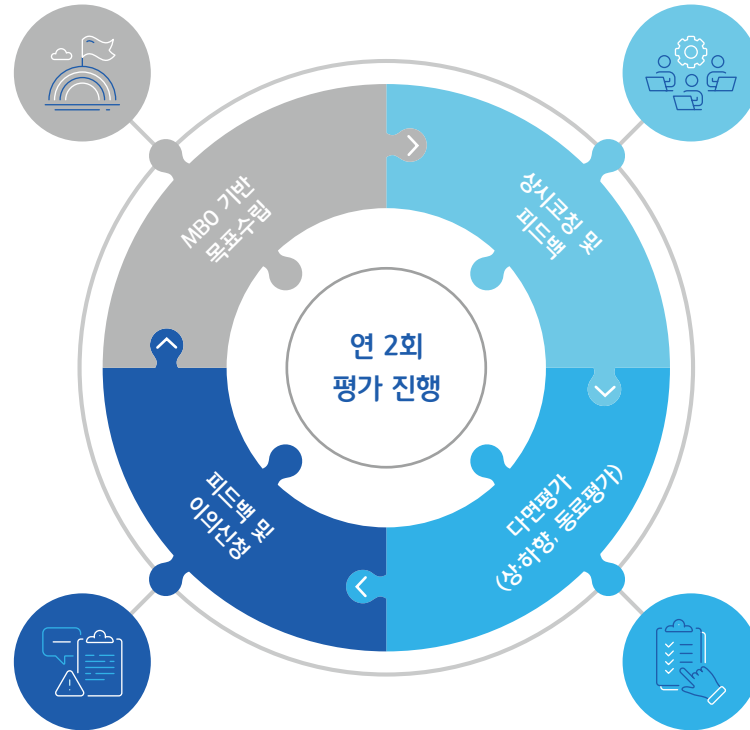 MBO 기반
목표수립
상시코칭 및
피드백
연 2회
평가 진행
피드백 및
이의신청
다면평가
(상·하향, 동료평가)